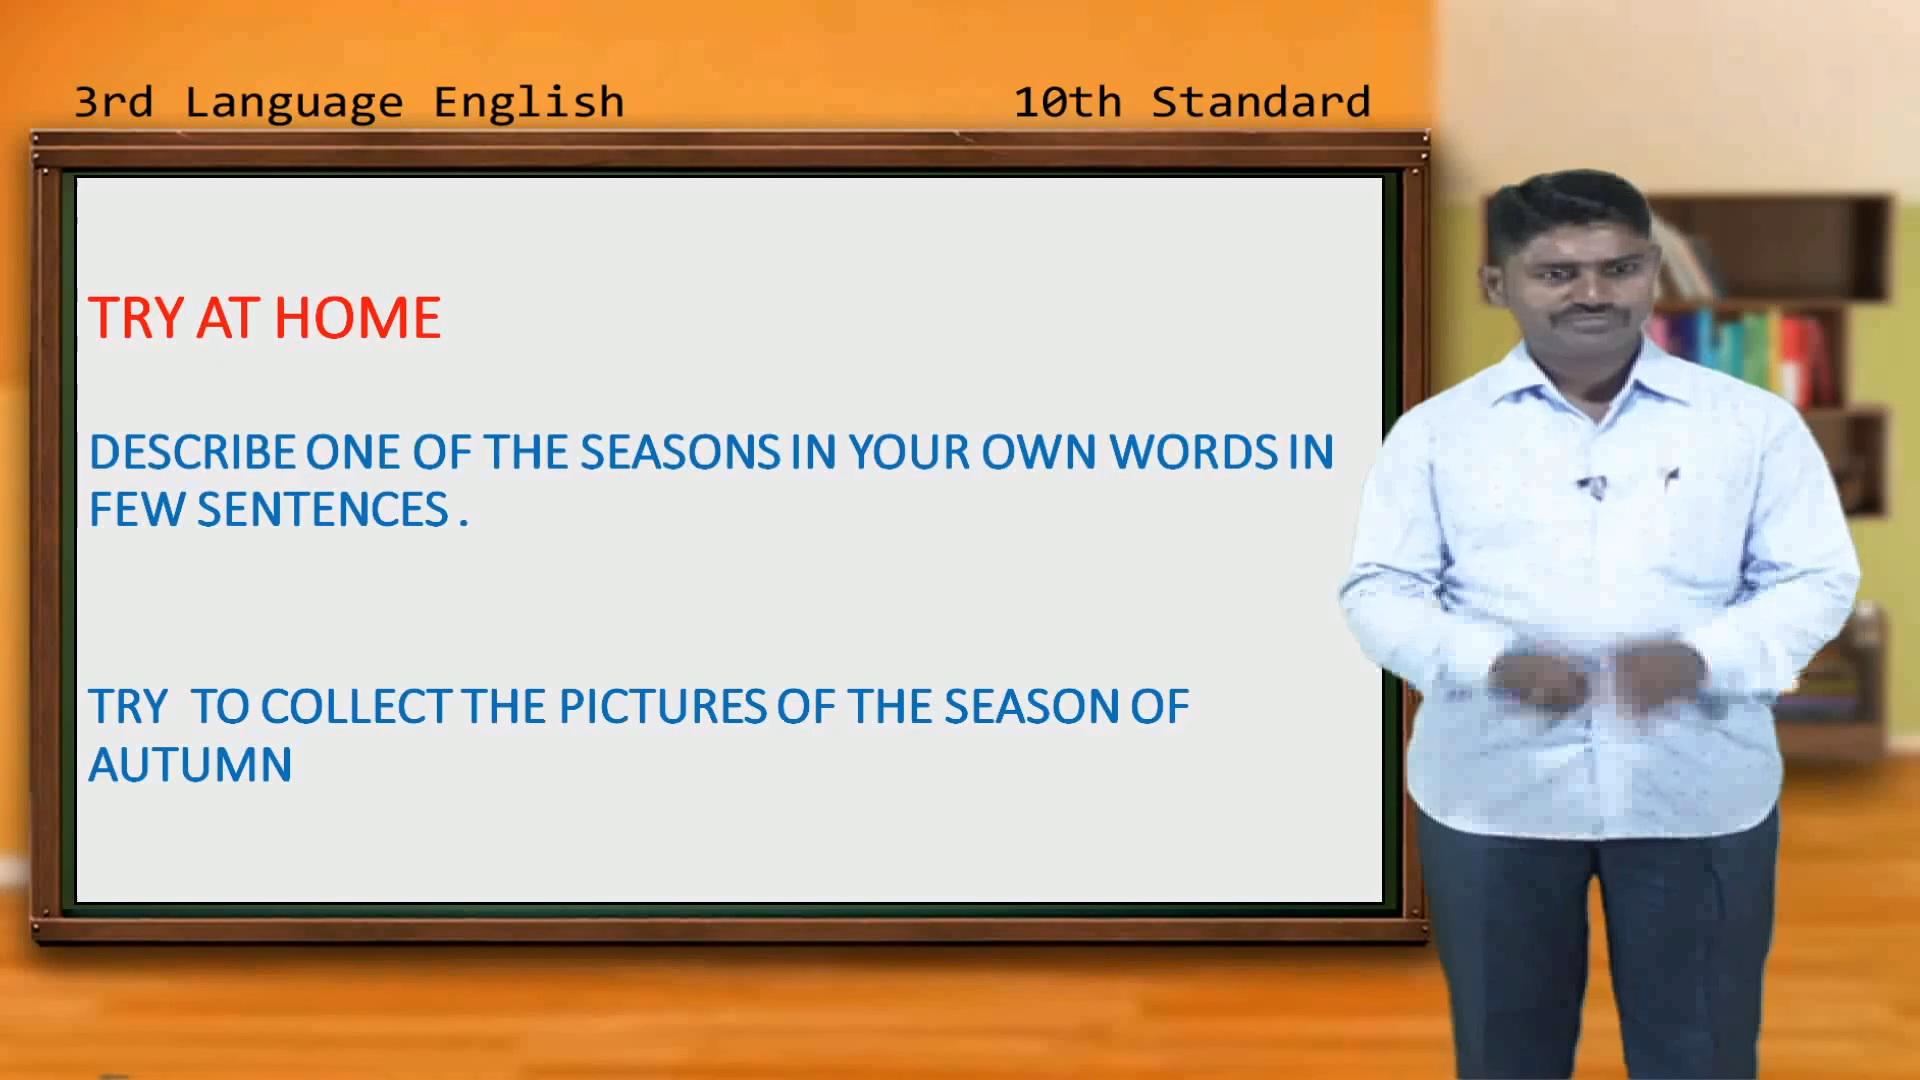 3rd Language English
10th Standard
TRY AT HOME
DESCRIBE ONE OF THE SEASONS IN YOUR OWN WORDS IN
FEW SENTENCES .
TRY TO COLLECT THE PICTURES OF THE SEASON OF
AUTUMN